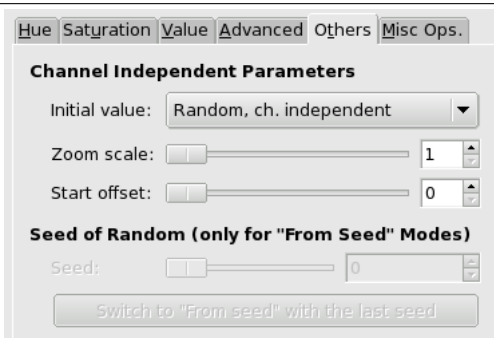 Hue Saturation Value Advanced Others Misc Ops.
Channel Independent Parameters
Initial value: Random, ch. independent
Zoom scale: 1
Start offset: 0
Seed of Random (only for "From Seed" Modes)
Seed: 0
Switch to "From seed" with the last seed